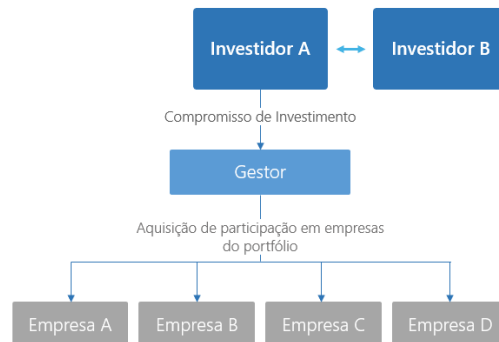 Investidor A
Investidor B
Compromisso de Investimento
Gestor
Aquisição de participação em empresas
do portfólio
Empresa A
Empresa B
Empresa C
Empresa D